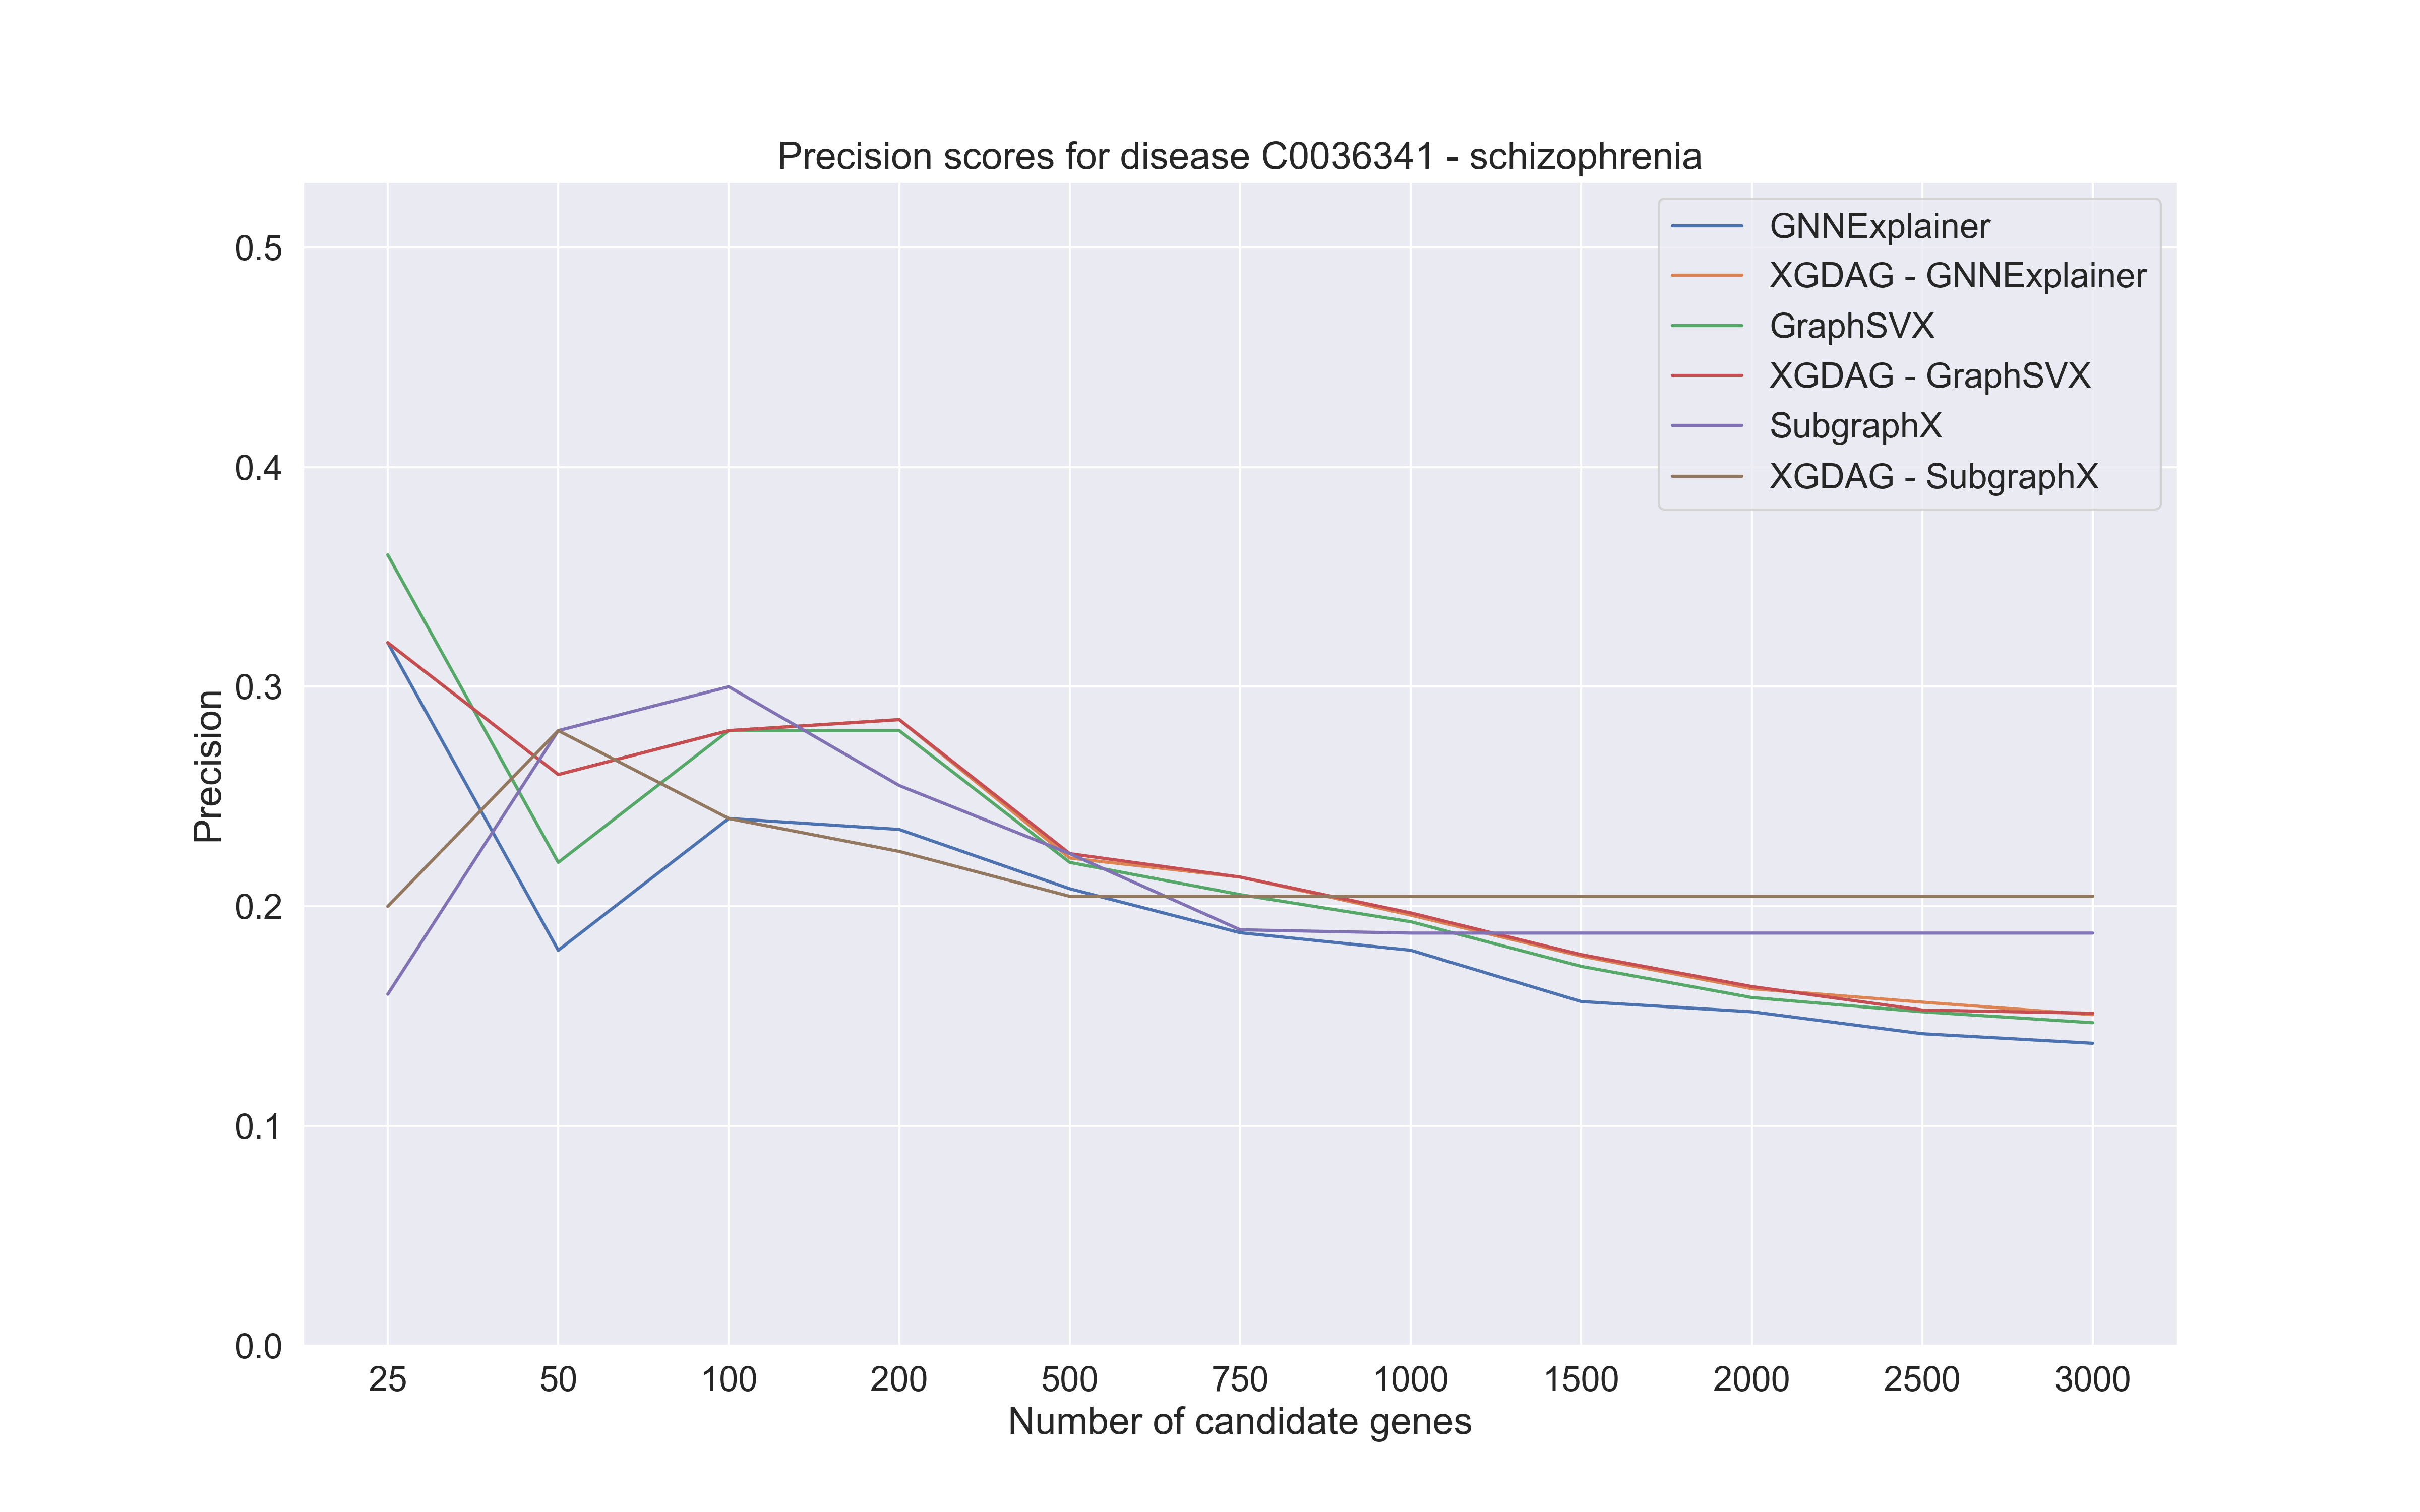 Precision scores for disease C0036341 - schizophrenia
GNNExplainer
XGDAG - GNNExplainer
GraphSVX
XGDAG - GraphSVX
SubgraphX
XGDAG - SubgraphX
0.5
0.4
0.3
0.2
0.1
0.0
Precision
25 50 100 200 500 750 1000 1500 2000 2500 3000
Number of candidate genes